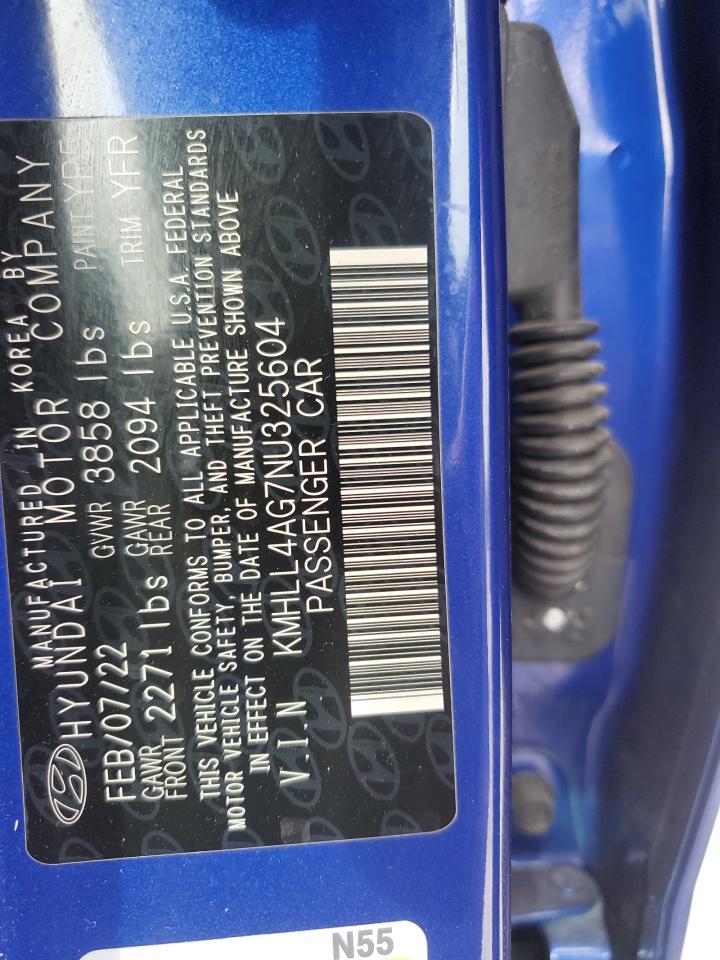 MANUFACTURED IN KOREA BY
HYUNDAI MOTOR COMPANY
FEB/07/22 GVWR 3858 lbs PAINT
GAWR FRONT 2271 lbs GAWR REAR 2094 lbs TRIM YFR
THIS VEHICLE CONFORMS TO ALL APPLICABLE U.S.A. FEDERAL
MOTOR VEHICLE SAFETY, BUMPER, AND THEFT PREVENTION STANDARDS
IN EFFECT ON THE DATE OF MANUFACTURE SHOWN ABOVE
V.I.N KMHLL4AG7NU325604
PASSENGER CAR
N55